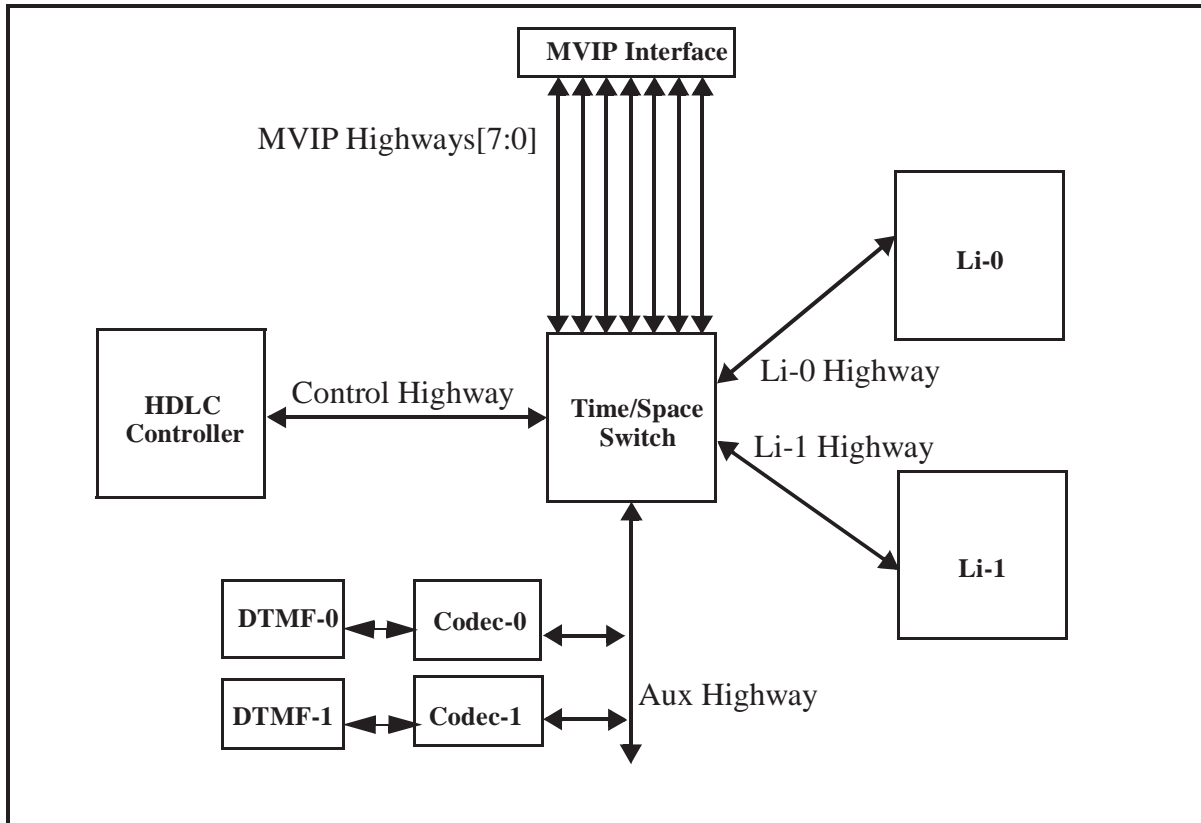 MVIP Interface
MVIP Highways[7:0]
Li-0
Li-0 Highway
HDLC
Controller
Control Highway
Time/Space
Switch
Li-1 Highway
Li-1
DTMF-0
Codec-0
Aux Highway
DTMF-1
Codec-1